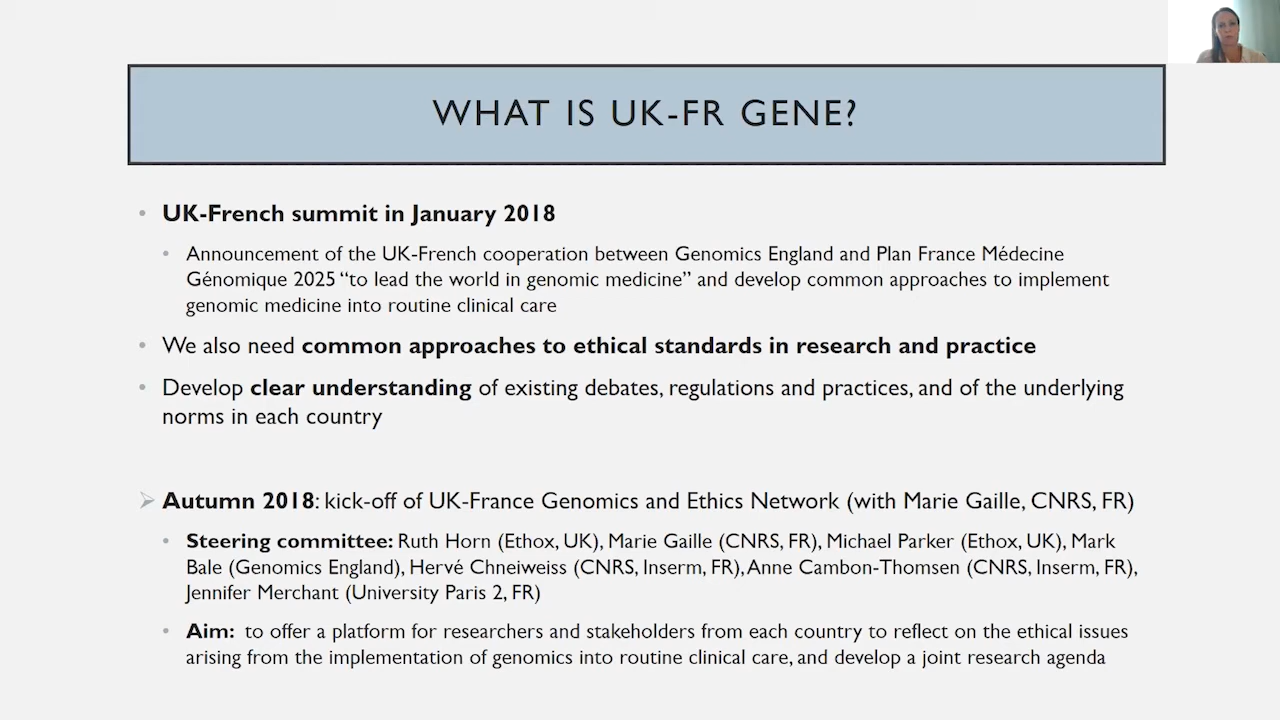 WHAT IS UK-FR GENE?
• UK-French summit in January 2018
• Announcement of the UK-French cooperation between Genomics England and Plan France Médecine
Génomique 2025 “to lead the world in genomic medicine” and develop common approaches to implement
genomic medicine into routine clinical care
• We also need common approaches to ethical standards in research and practice
• Develop clear understanding of existing debates, regulations and practices, and of the underlying
norms in each country
➢ Autumn 2018: kick-off of UK-France Genomics and Ethics Network (with Marie Gaille, CNRS, FR)
• Steering committee: Ruth Horn (Ethox, UK), Marie Gaille (CNRS, FR), Michael Parker (Ethox, UK), Mark
Bale (Genomics England), Hervé Chneiweiss (CNRS, Inserm, FR), Anne Cambon-Thomsen (CNRS, Inserm, FR),
Jennifer Merchant (University Paris 2, FR)
• Aim: to offer a platform for researchers and stakeholders from each country to reflect on the ethical issues
arising from the implementation of genomics into routine clinical care, and develop a joint research agenda